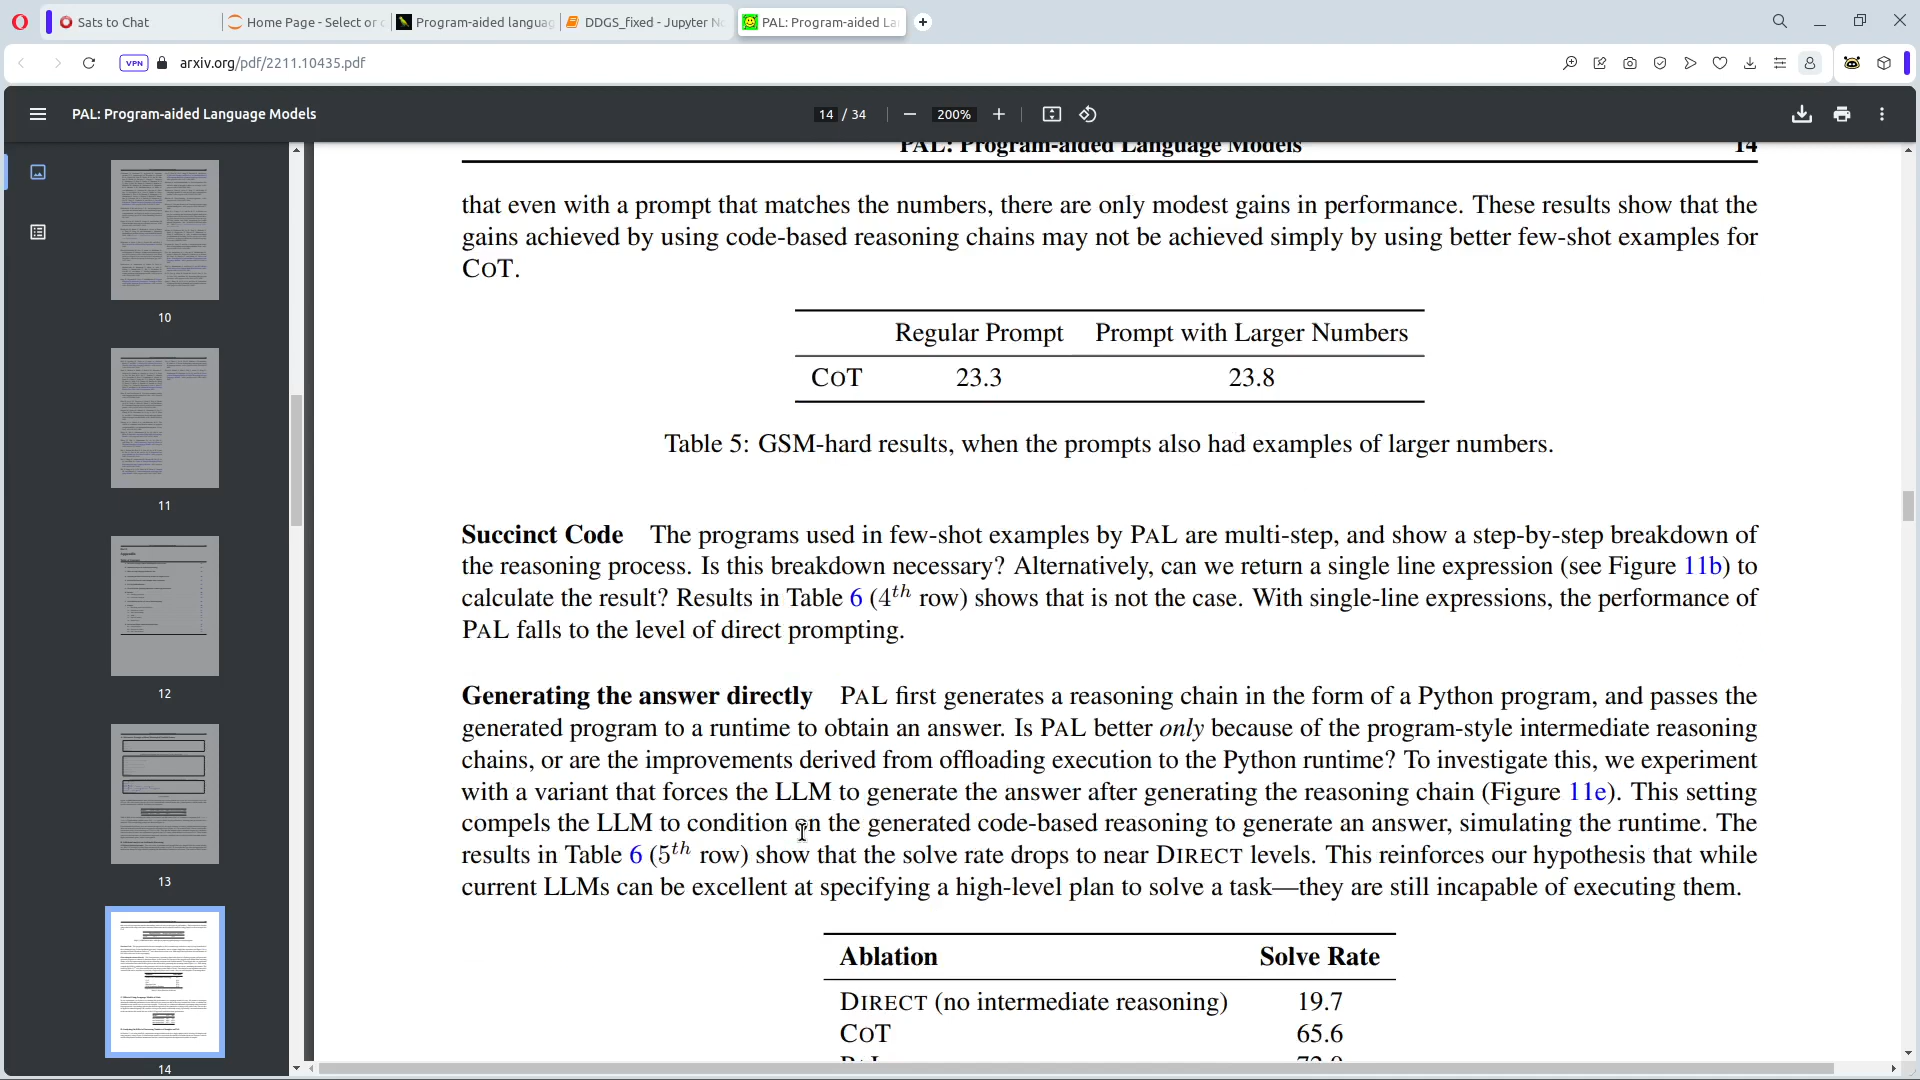 Sats to Chat
Home Page - Select or c
Program-aided languag
DDGS_fixed - Jupyter No
PAL: Program-aided La
VPN
arxiv.org/pdf/2211.10435.pdf
PAL: Program-aided Language Models
14 / 34
200%
10
11
12
13
14
PAL: Program-aided Language Models 14
that even with a prompt that matches the numbers, there are only modest gains in performance. These results show that the
gains achieved by using code-based reasoning chains may not be achieved simply by using better few-shot examples for
COT.
Regular Prompt Prompt with Larger Numbers
COT 23.3 23.8
Table 5: GSM-hard results, when the prompts also had examples of larger numbers.
Succinct Code The programs used in few-shot examples by PAL are multi-step, and show a step-by-step breakdown of
the reasoning process. Is this breakdown necessary? Alternatively, can we return a single line expression (see Figure 11b) to
calculate the result? Results in Table 6 (4th row) shows that is not the case. With single-line expressions, the performance of
PAL falls to the level of direct prompting.
Generating the answer directly PAL first generates a reasoning chain in the form of a Python program, and passes the
generated program to a runtime to obtain an answer. Is PAL better only because of the program-style intermediate reasoning
chains, or are the improvements derived from offloading execution to the Python runtime? To investigate this, we experiment
with a variant that forces the LLM to generate the answer after generating the reasoning chain (Figure 11e). This setting
compels the LLM to condition on the generated code-based reasoning to generate an answer, simulating the runtime. The
results in Table 6 (5th row) show that the solve rate drops to near DIRECT levels. This reinforces our hypothesis that while
current LLMs can be excellent at specifying a high-level plan to solve a task—they are still incapable of executing them.
Ablation Solve Rate
DIRECT (no intermediate reasoning) 19.7
COT 65.6